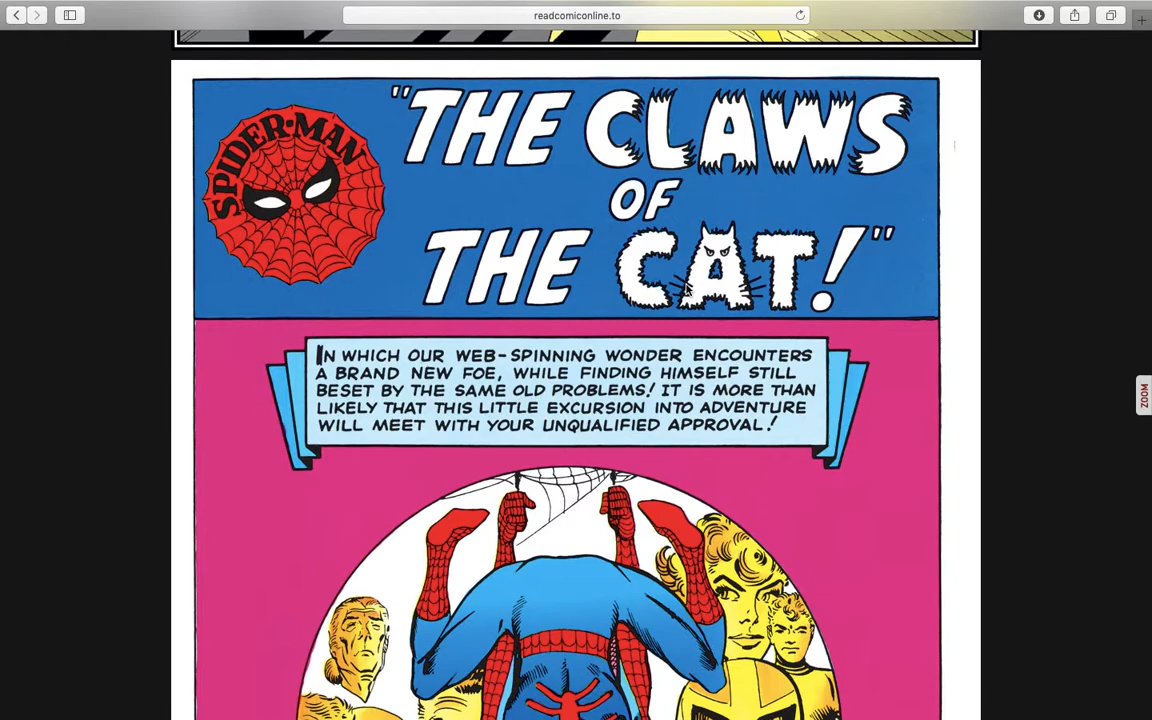 readcomiconline.to
SPIDER-MAN
"THE CLAWS
OF
THE CAT!"
ZOOM
IN WHICH OUR WEB-SPINNING WONDER ENCOUNTERS
A BRAND NEW FOE, WHILE FINDING HIMSELF STILL
BESET BY THE SAME OLD PROBLEMS! IT IS MORE THAN
LIKELY THAT THIS LITTLE EXCURSION INTO ADVENTURE
WILL MEET WITH YOUR UNQUALIFIED APPROVAL!